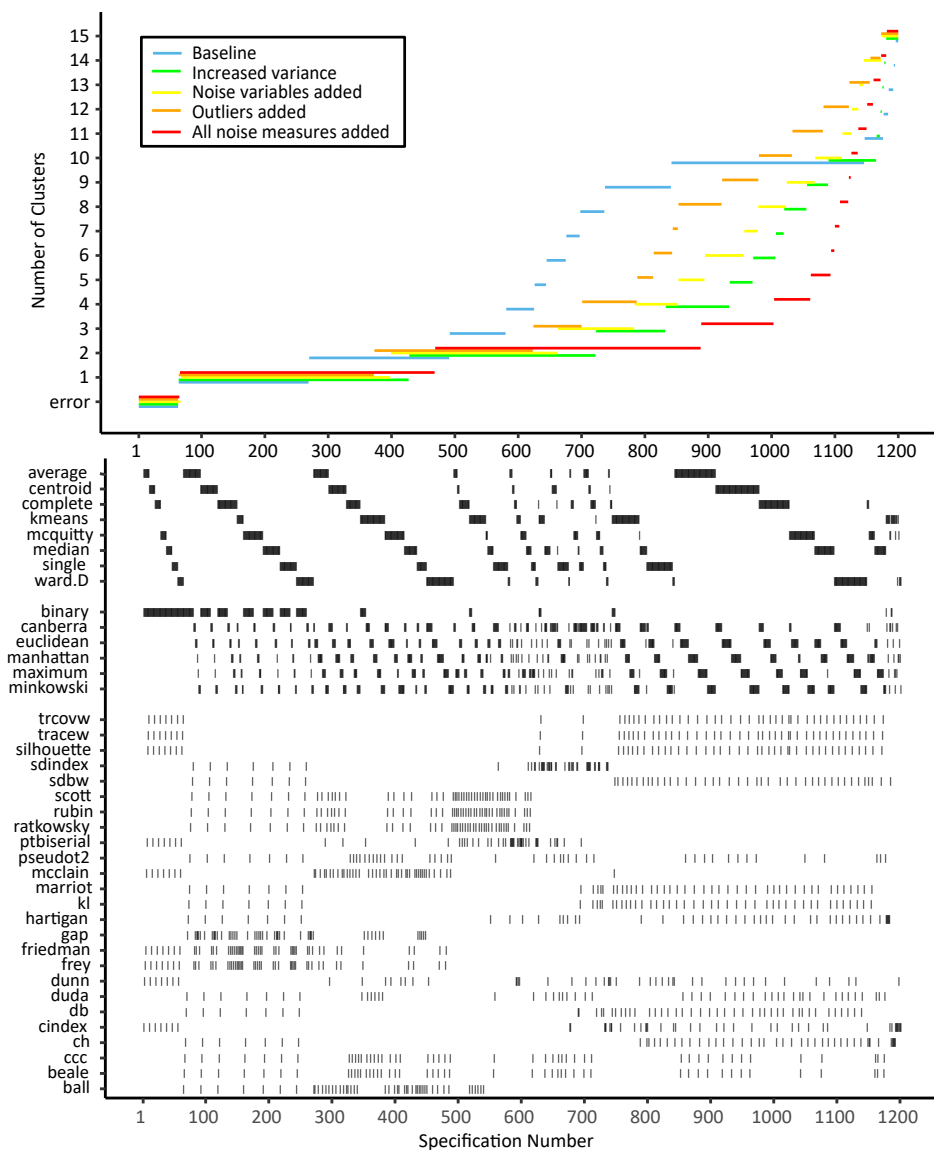 15
14
13
12
11
10
9
8
7
6
5
4
3
2
1
error
Number of Clusters
Baseline
Increased variance
Noise variables added
Outliers added
All noise measures added
1 100 200 300 400 500 600 700 800 900 1000 1100 1200
average
centroid
complete
kmeans
mcquitty
median
single
ward.D
binary
canberra
euclidean
manhattan
maximum
minkowski
trcovw
tracew
silhouette
sdindex
sdbw
scott
rubin
ratkowsky
ptbiserial
pseudot2
mcclain
marriot
kl
hartigan
gap
friedman
frey
dunn
duda
db
cindex
ch
ccc
beale
ball
1 100 200 300 400 500 600 700 800 900 1000 1100 1200
Specification Number